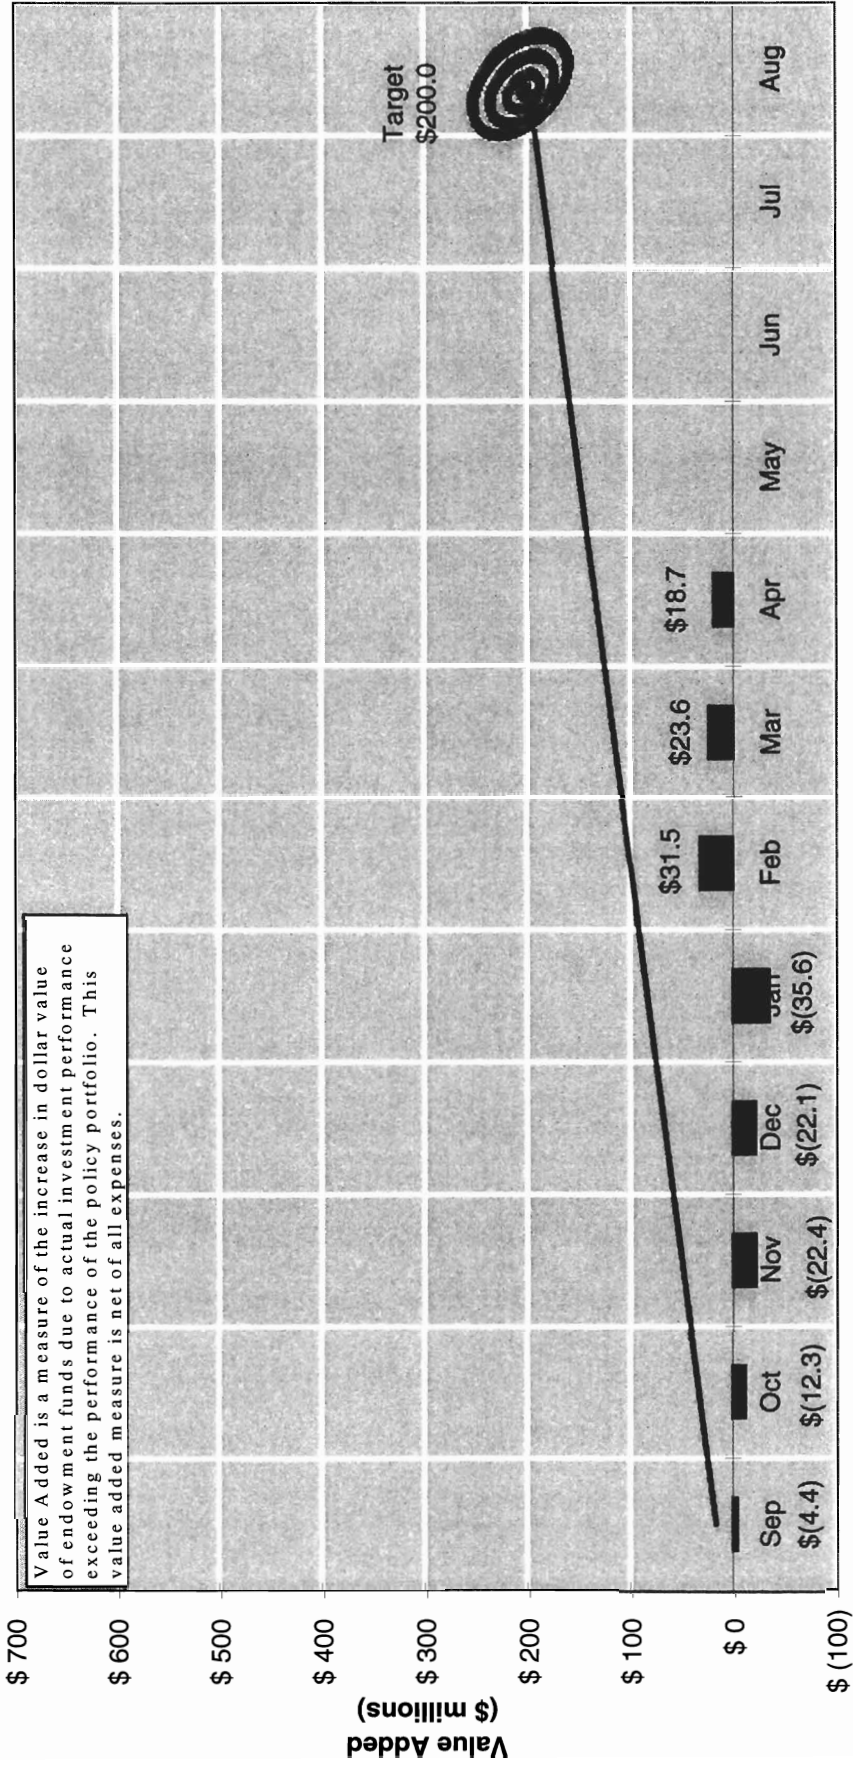 Value Added is a measure of the increase in dollar value
of endowment funds due to actual investment performance
exceeding the performance of the policy portfolio. This
value added measure is net of all expenses.
Target
$200.0
Value Added
($ millions)
$ 700
$ 600
$ 500
$ 400
$ 300
$ 200
$ 100
$ 0
$ (100)
$31.5
$23.6
$18.7
Sep
Oct
Nov
Dec
Jan
Feb
Mar
Apr
May
Jun
Jul
Aug
$(4.4)
$(12.3)
$(22.4)
$(22.1)
$(35.6)